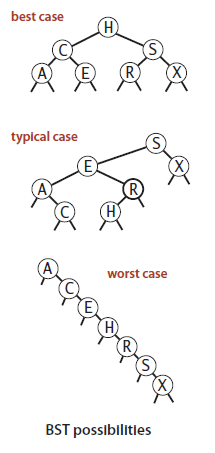 best case
H
C S
A E R X
typical case
S
E X
A R
C H
A
worst case
C
E
H
R
S
X
BST possibilities